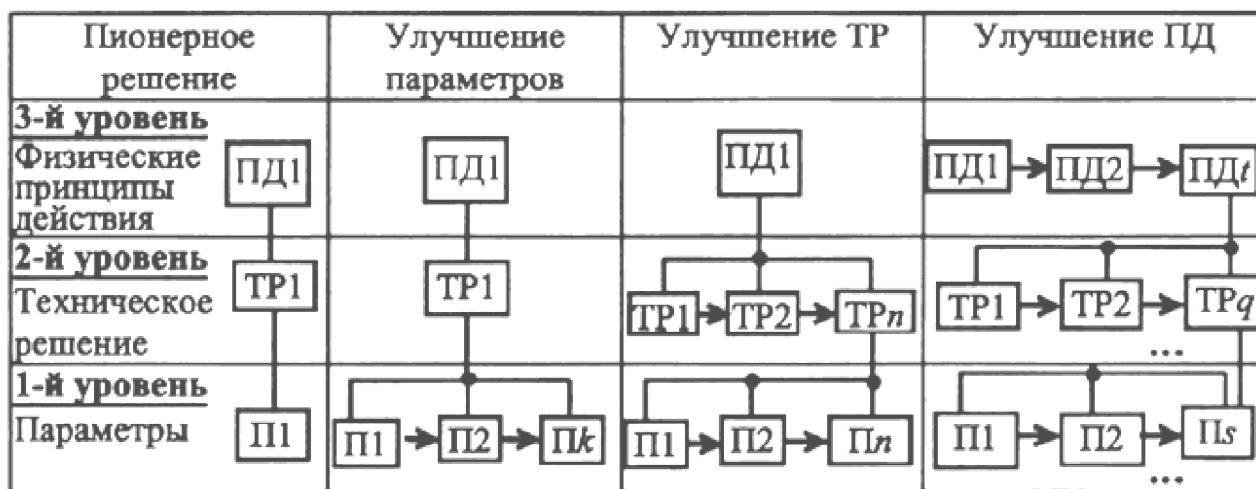 Пионерное решение
Улучшение параметров
Улучшение ТР
Улучшение ПД
3-й уровень
Физические
принципы
действия
ПД1
ПД1
ПД1
ПД1 ПД2 ПДt
2-й уровень
Техническое
решение
ТР1
ТР1
ТР1 ТР2 ТРn
ТР1 ТР2 ТРq
...
1-й уровень
Параметры
П1
П1 П2 Пk
П1 П2 Пn
П1 П2 Пs
...